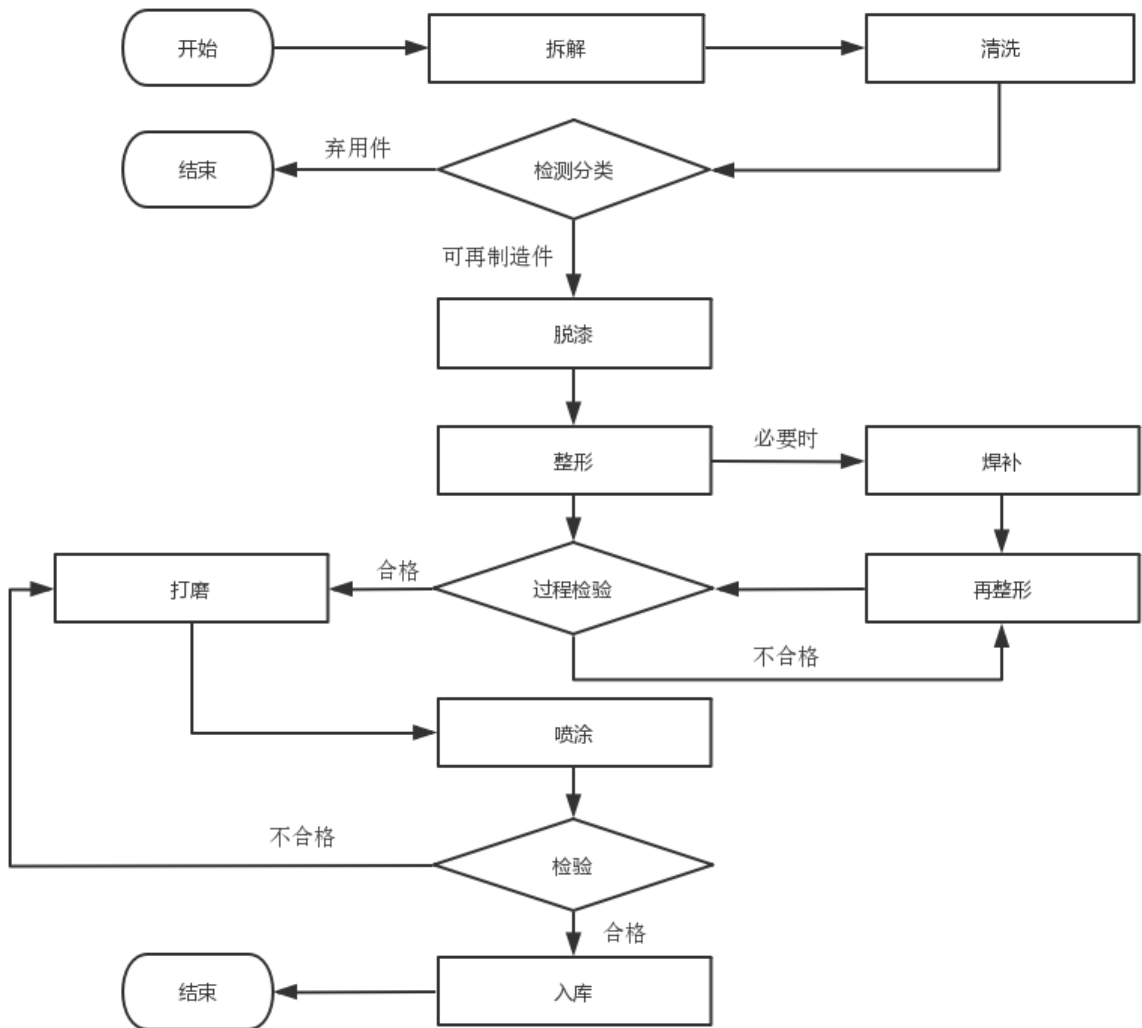 开始
拆解
清洗
结束
弃用件
检测分类
可再制造件
脱漆
整形
必要时
焊补
打磨
合格
过程检验
再整形
不合格
喷涂
不合格
检验
合格
结束
入库